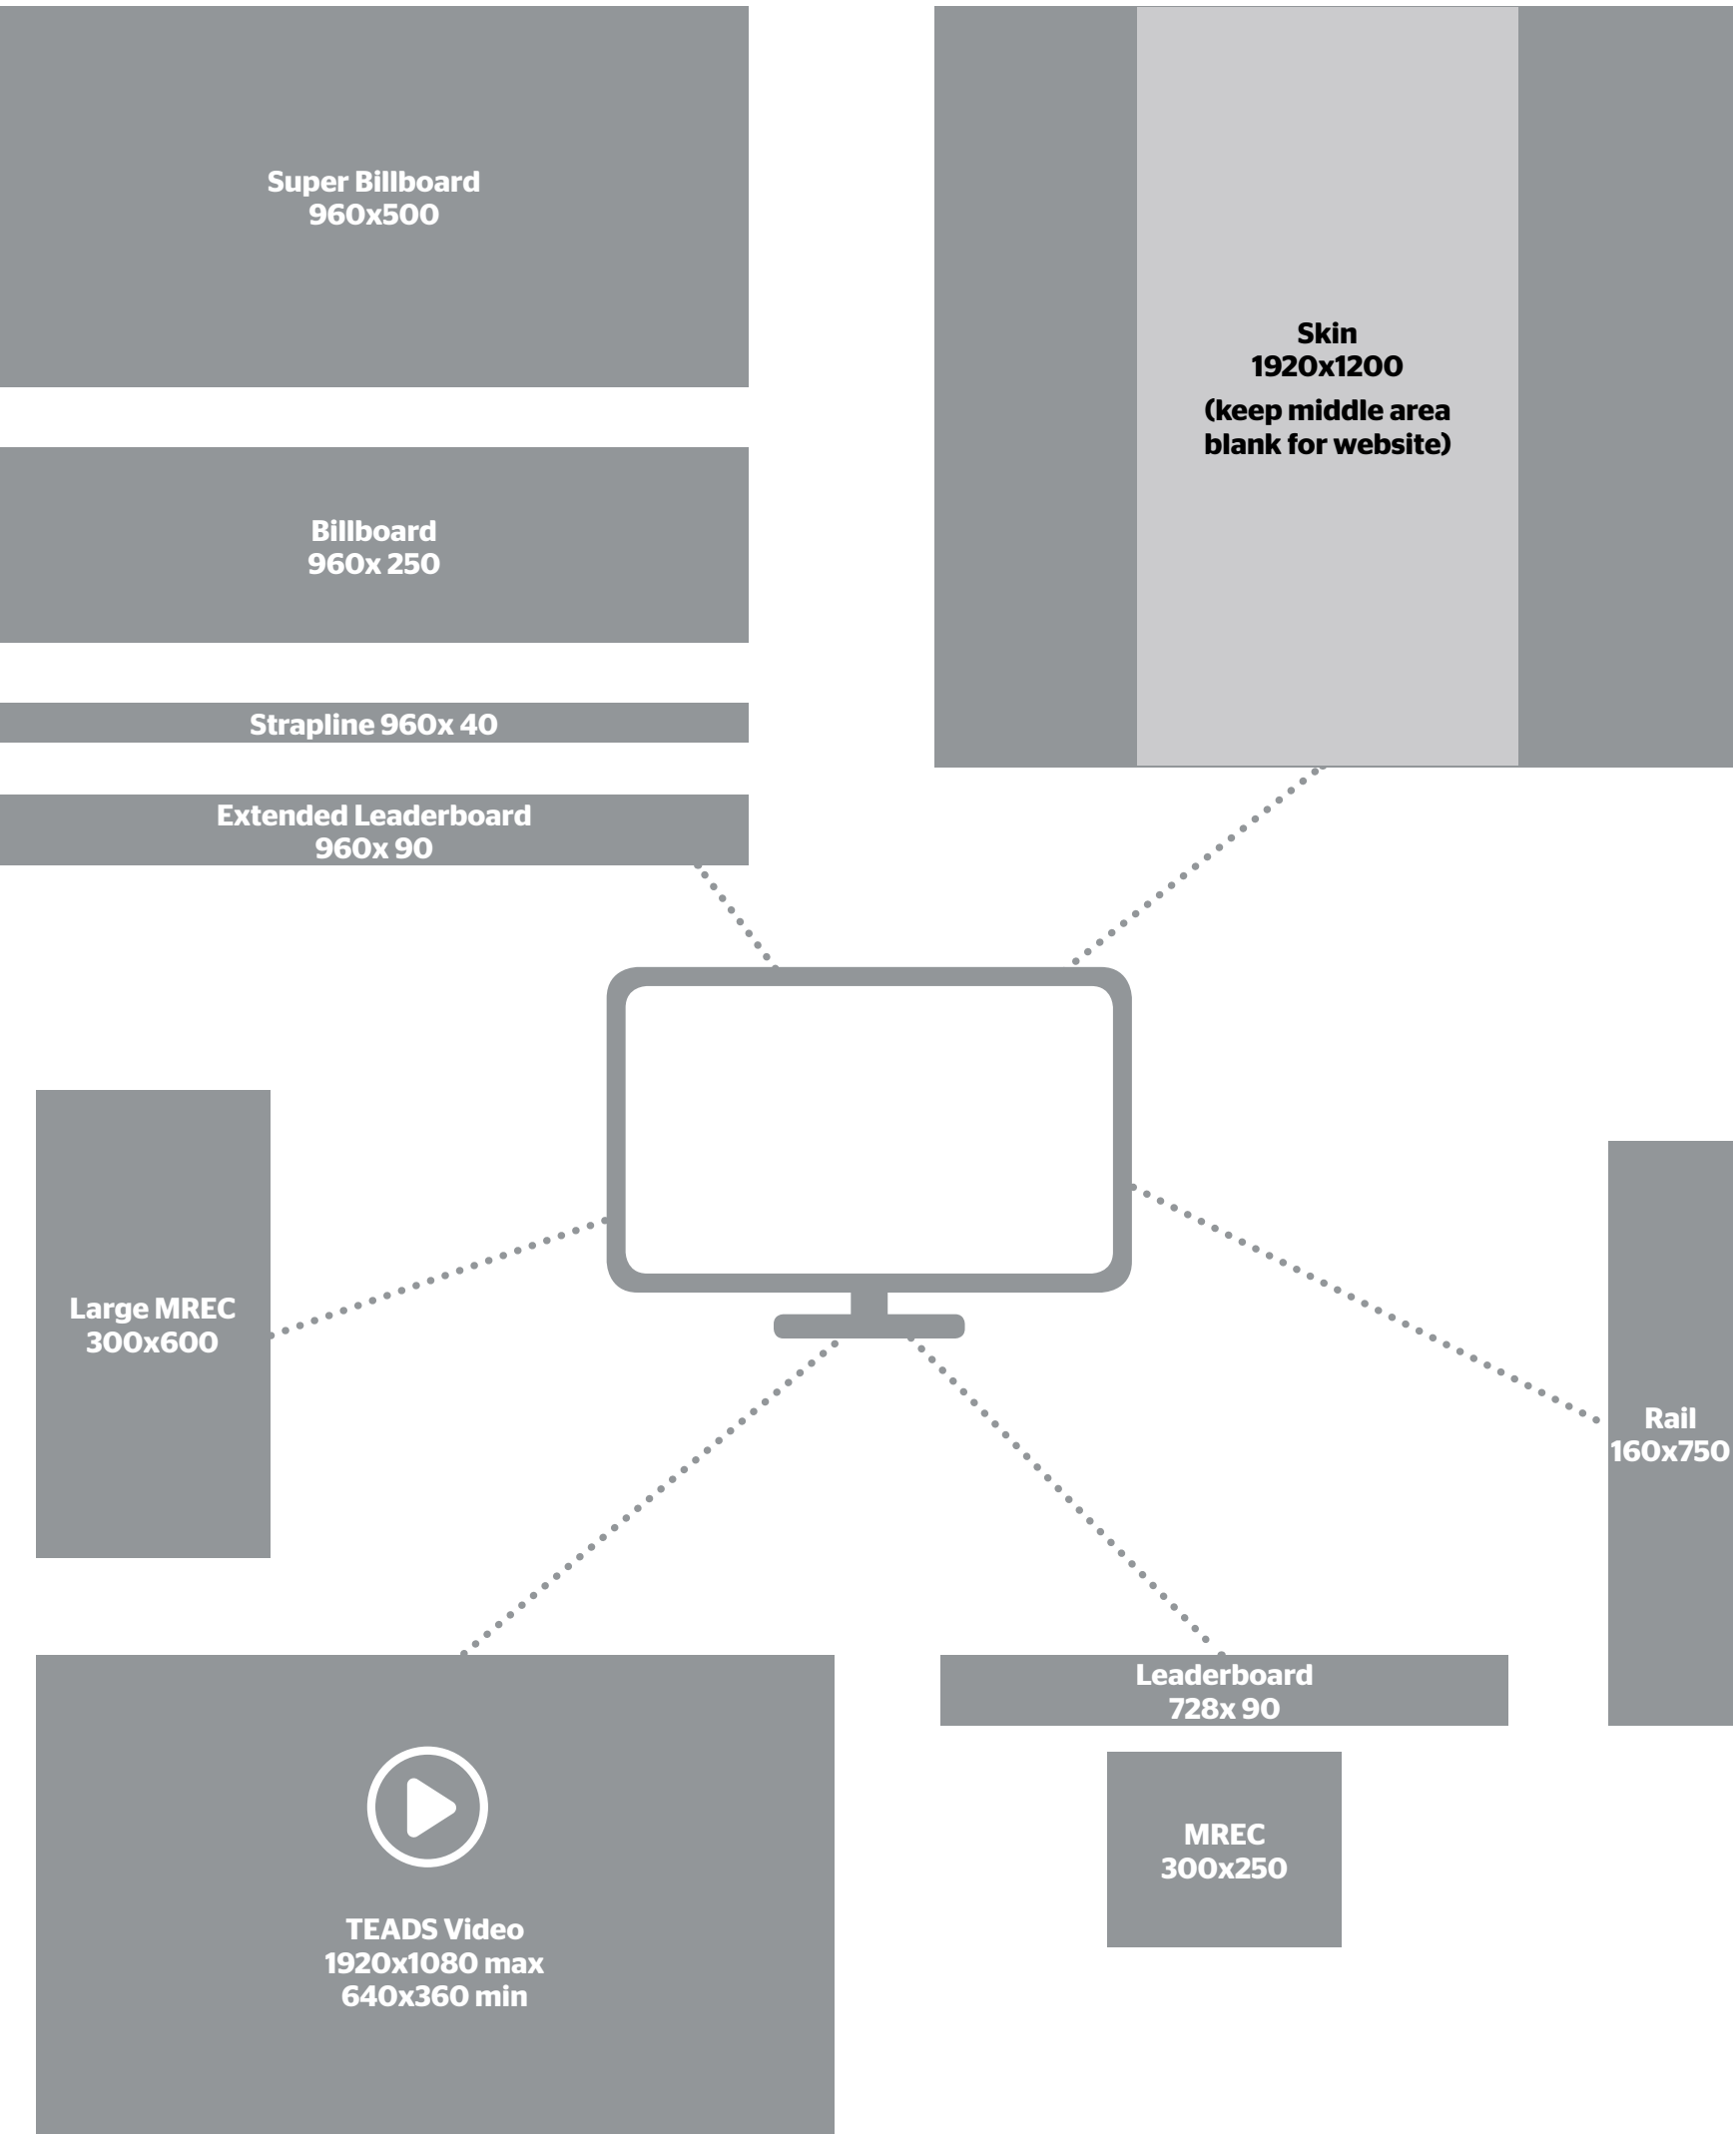 Super Billboard
960x500
Skin
1920x1200
(keep middle area
blank for website)
Billboard
960x 250
Strapline 960x 40
Extended Leaderboard
960x 90
Large MREC
300x600
Rail
160x750
Leaderboard
728x 90
MREC
300x250
TEADS Video
1920x1080 max
640x360 min